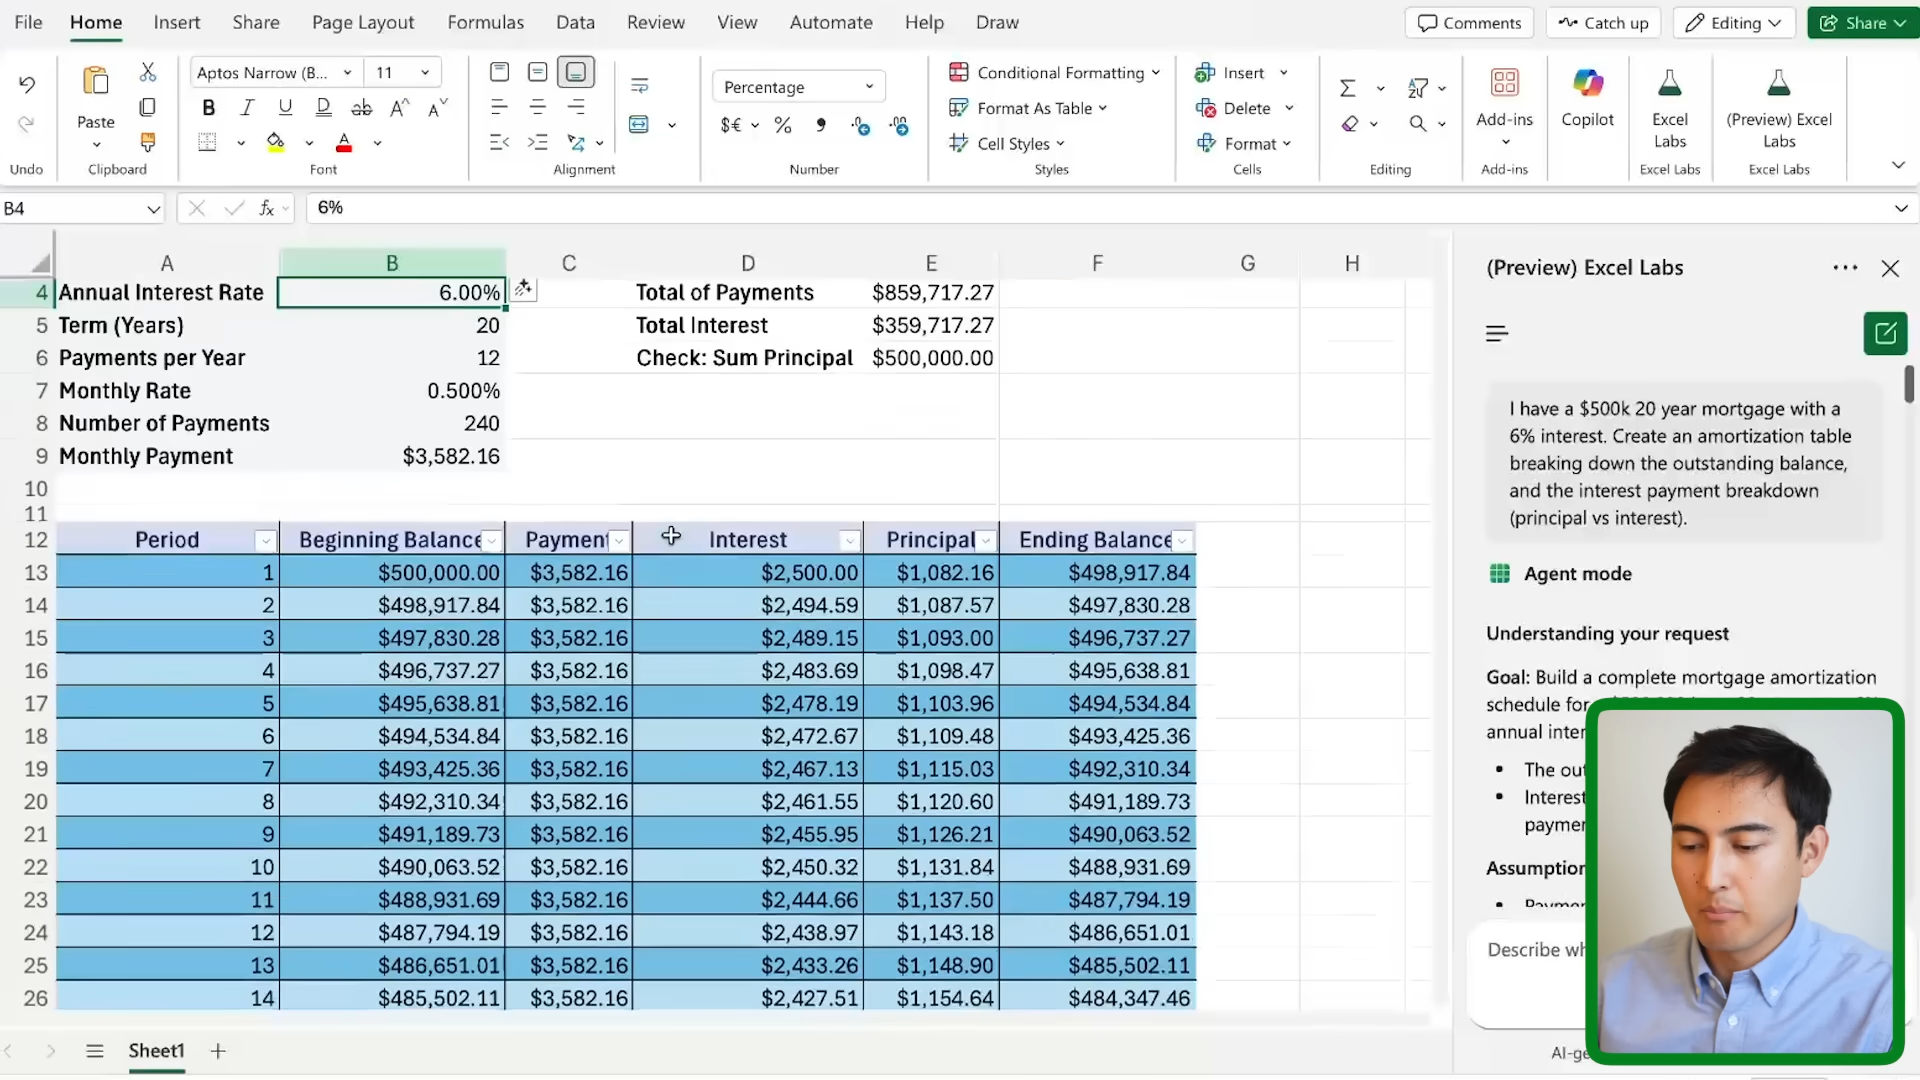 File Home Insert Share Page Layout Formulas Data Review View Automate Help Draw Comments Catch up Editing Share
Aptos Narrow (B... 11
Percentage
Conditional Formatting
Insert
Paste
Format As Table
Delete
Add-ins
Copilot
Excel Labs
(Preview) Excel Labs
Cell Styles
Format
Undo Clipboard Font Alignment Number Styles Cells Editing Add-ins Excel Labs Excel Labs
B4 fx 6%
A B C D E F G H
4 Annual Interest Rate 6.00% Total of Payments $859,717.27
5 Term (Years) 20 Total Interest $359,717.27
6 Payments per Year 12 Check: Sum Principal $500,000.00
7 Monthly Rate 0.500%
8 Number of Payments 240
9 Monthly Payment $3,582.16
10
11
12 Period Beginning Balance Payment Interest Principal Ending Balance
13 1 $500,000.00 $3,582.16 $2,500.00 $1,082.16 $498,917.84
14 2 $498,917.84 $3,582.16 $2,494.59 $1,087.57 $497,830.28
15 3 $497,830.28 $3,582.16 $2,489.15 $1,093.00 $496,737.27
16 4 $496,737.27 $3,582.16 $2,483.69 $1,098.47 $495,638.81
17 5 $495,638.81 $3,582.16 $2,478.19 $1,103.96 $494,534.84
18 6 $494,534.84 $3,582.16 $2,472.67 $1,109.48 $493,425.36
19 7 $493,425.36 $3,582.16 $2,467.13 $1,115.03 $492,310.34
20 8 $492,310.34 $3,582.16 $2,461.55 $1,120.60 $491,189.73
21 9 $491,189.73 $3,582.16 $2,455.95 $1,126.21 $490,063.52
22 10 $490,063.52 $3,582.16 $2,450.32 $1,131.84 $488,931.69
23 11 $488,931.69 $3,582.16 $2,444.66 $1,137.50 $487,794.19
24 12 $487,794.19 $3,582.16 $2,438.97 $1,143.18 $486,651.01
25 13 $486,651.01 $3,582.16 $2,433.26 $1,148.90 $485,502.11
26 14 $485,502.11 $3,582.16 $2,427.51 $1,154.64 $484,347.46
Sheet1
(Preview) Excel Labs
I have a $500k 20 year mortgage with a
6% interest. Create an amortization table
breaking down the outstanding balance,
and the interest payment breakdown
(principal vs interest).
Agent mode
Understanding your request
Goal: Build a complete mortgage amortization
schedule for
annual
The
Interest
Describe